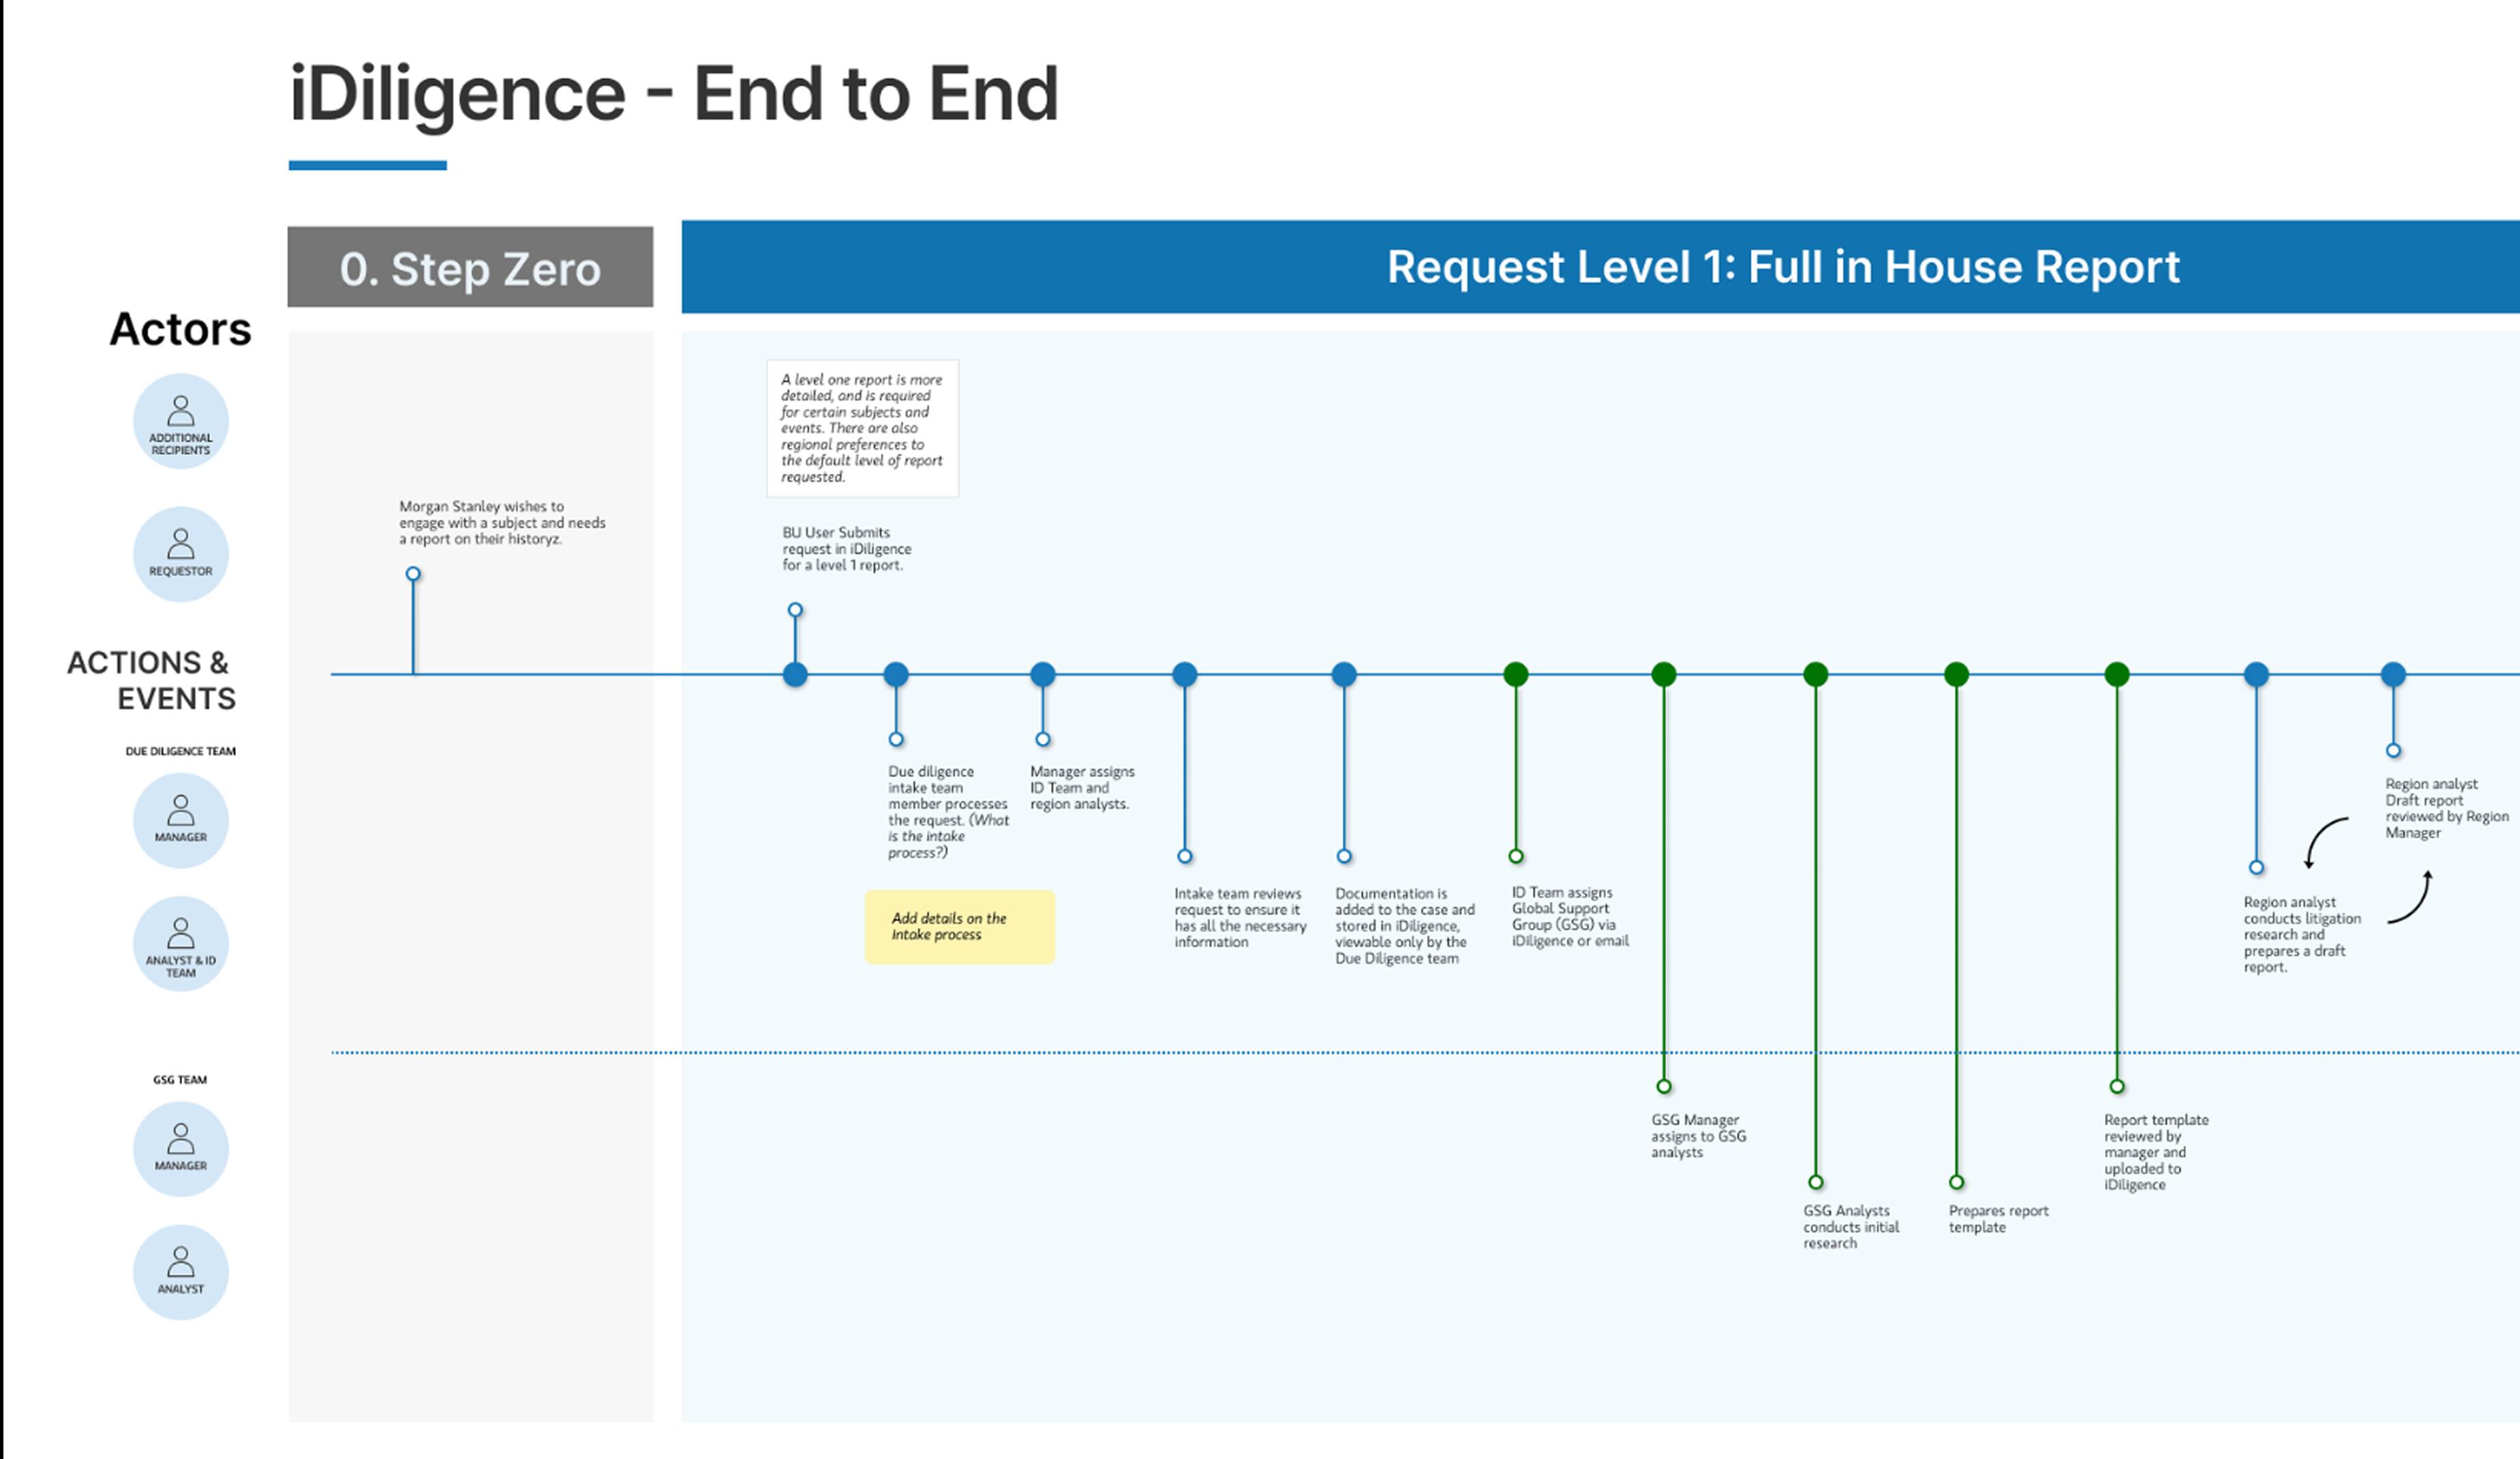 iDiligence - End to End
0. Step Zero
Request Level 1: Full in House Report
Actors
ADDITIONAL
RECIPIENTS
REQUESTOR
ACTIONS &
EVENTS
DUE DILIGENCE TEAM
MANAGER
ANALYST & ID
TEAM
GSG TEAM
MANAGER
ANALYST
Morgan Stanley wishes to
engage with a subject and needs
a report on their historyz.
A level one report is more
detailed, and is required
for certain subjects and
events. There are also
regional preferences to
the default level of report
requested.
BU User Submits
request in iDiligence
for a level 1 report.
Due diligence
intake team
member processes
the request. (What
is the intake
process?)
Add details on the
Intake process
Manager assigns
ID Team and
region analysts.
Intake team reviews
request to ensure it
has all the necessary
information
Documentation is
added to the case and
stored in iDiligence,
viewable only by the
Due Diligence team
ID Team assigns
Global Support
Group (GSG) via
iDiligence or email
GSG Manager
assigns to GSG
analysts
GSG Analysts
conducts initial
research
Prepares report
template
Report template
reviewed by
manager and
uploaded to
iDiligence
Region analyst
conducts litigation
research and
prepares a draft
report.
Region analyst
Draft report
reviewed by Region
Manager